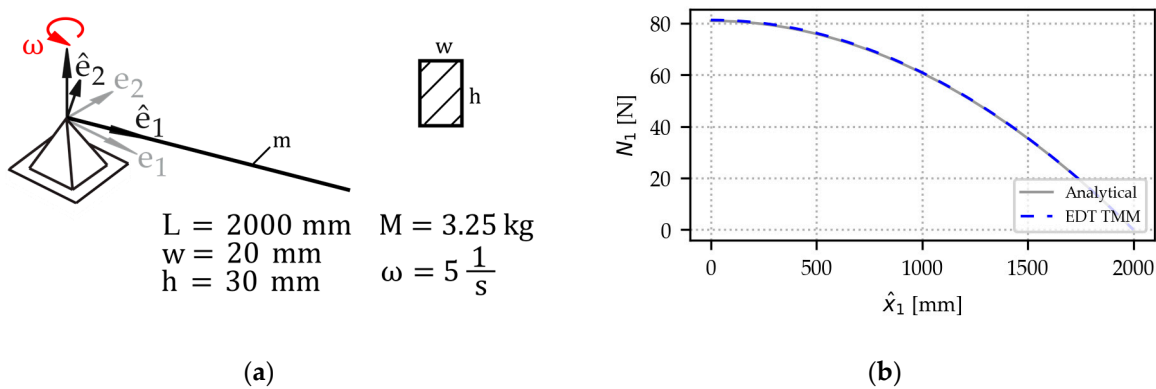 ω
ê₂
e₂
ê₁
e₁
m
w
h
L = 2000 mm M = 3.25 kg
w = 20 mm
h = 30 mm
ω = 5 1/s
(a)
80
60
40
20
0
N₁ [N]
Analytical
EDT TMM
0 500 1000 1500 2000
x̂₁ [mm]
(b)